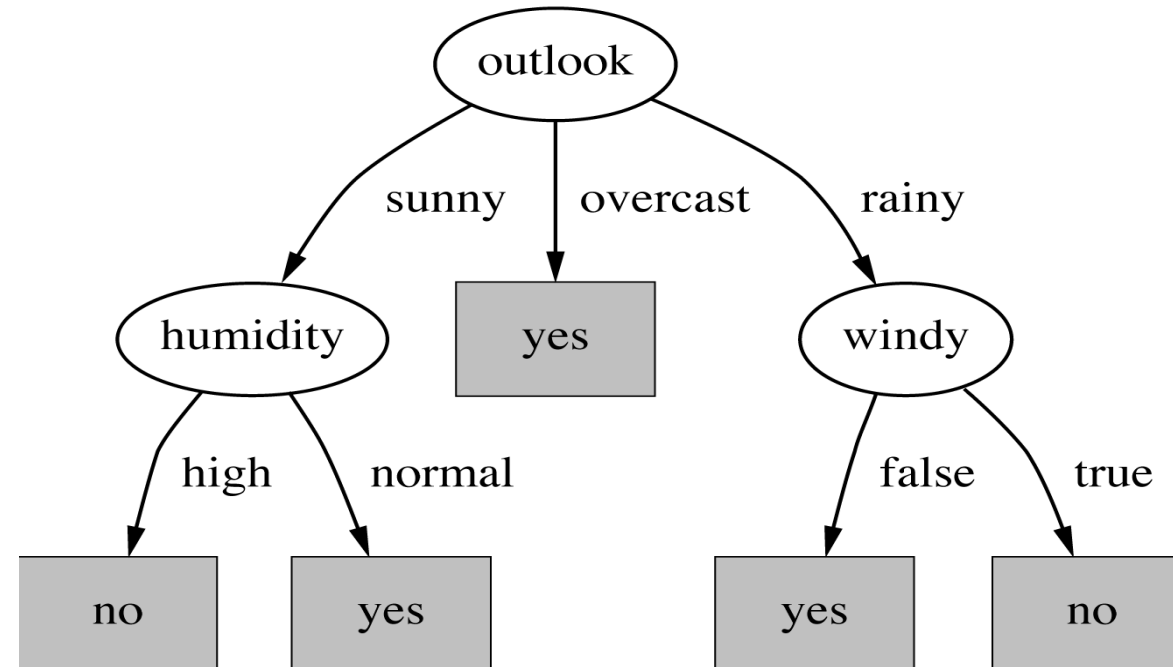 outlook
sunny overcast rainy
humidity yes windy
high normal false true
no yes yes no